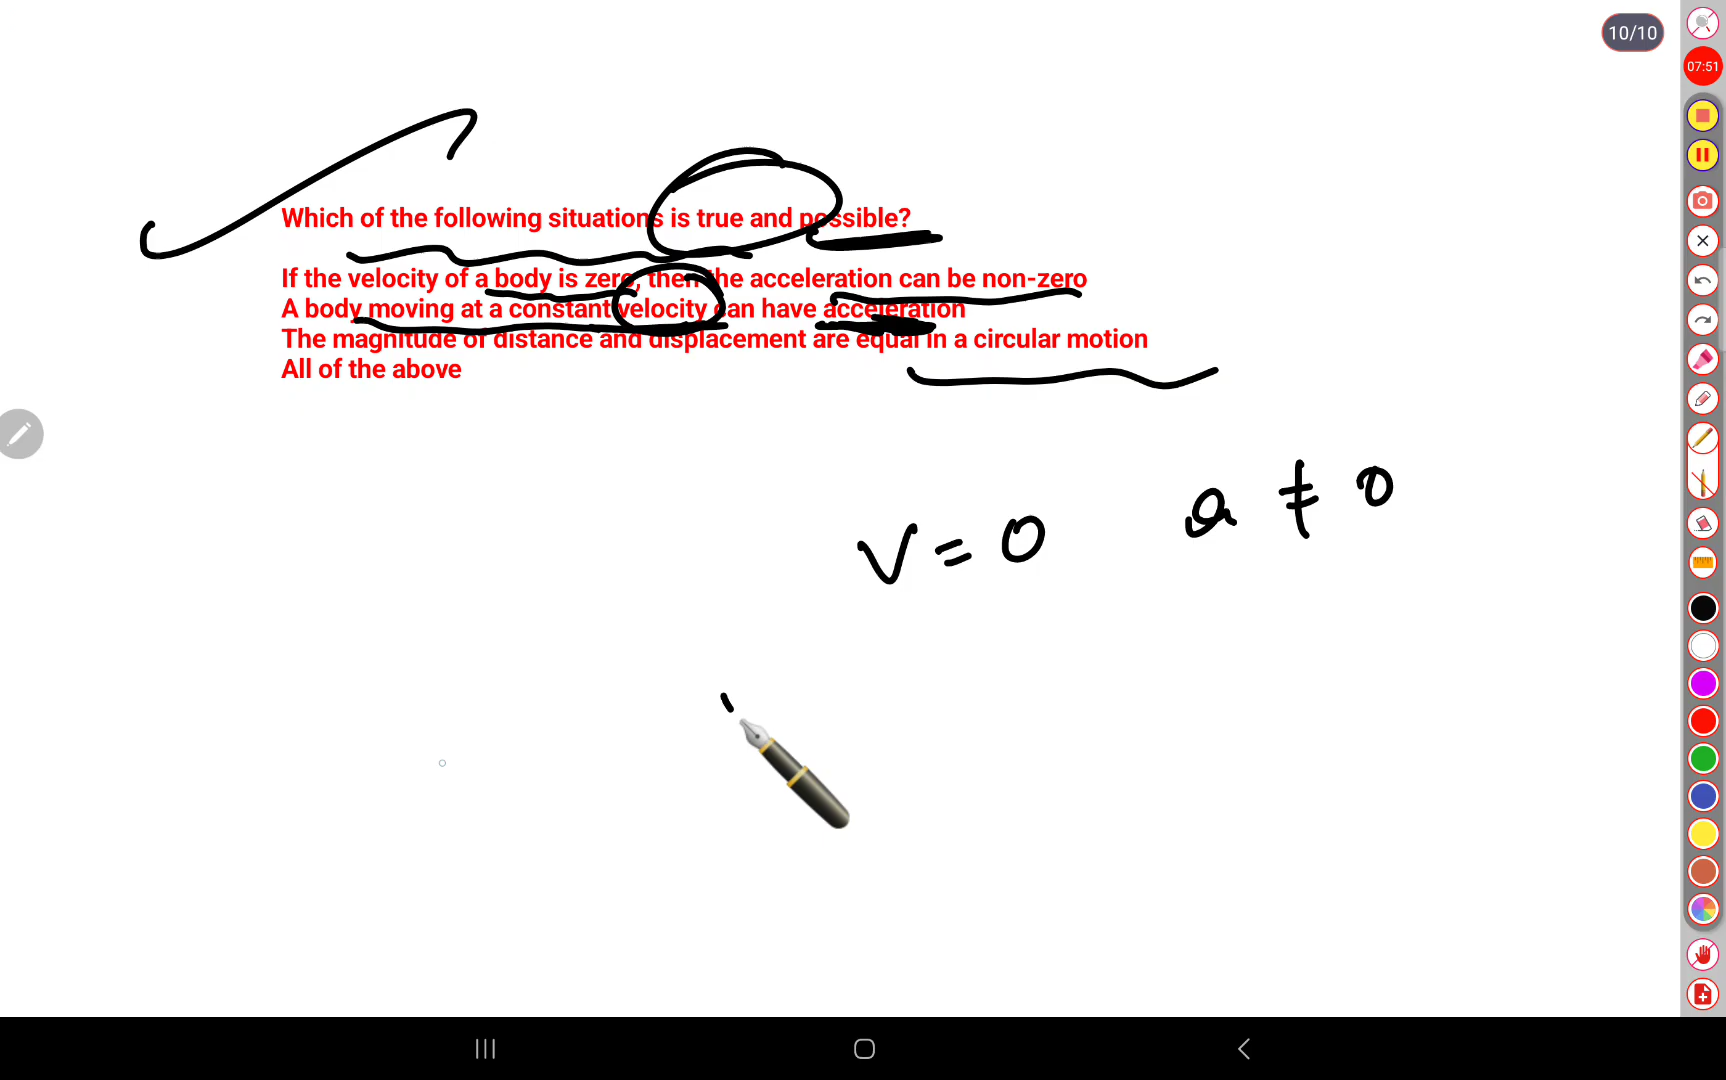 10/10
07:51
Which of the following situations is true and possible?
If the velocity of a body is zero, then the acceleration can be non-zero
A body moving at a constant velocity can have acceleration
The magnitude of distance and displacement are equal in a circular motion
All of the above
v = 0 a ≠ 0